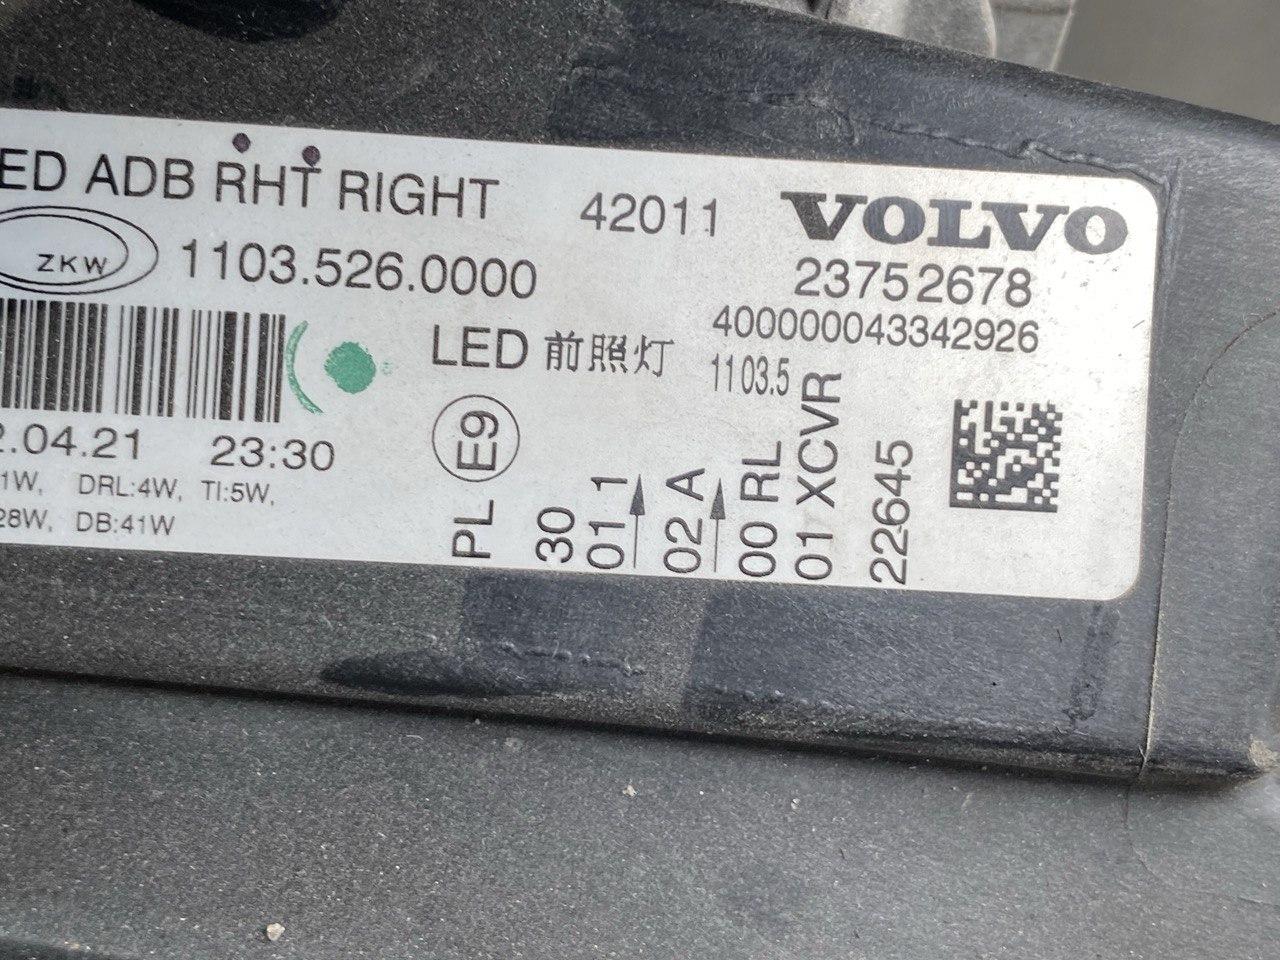 ED ADB RHT RIGHT
42011
VOLVO
ZKW
1103.526.0000
23752678
400000043342926
LED 前照灯
1103.5
2.04.21 23:30
1W, DRL:4W, TI:5W,
28W, DB:41W
E9
PL
30
01 1
02 A
00 RL
01 XCVR
22645